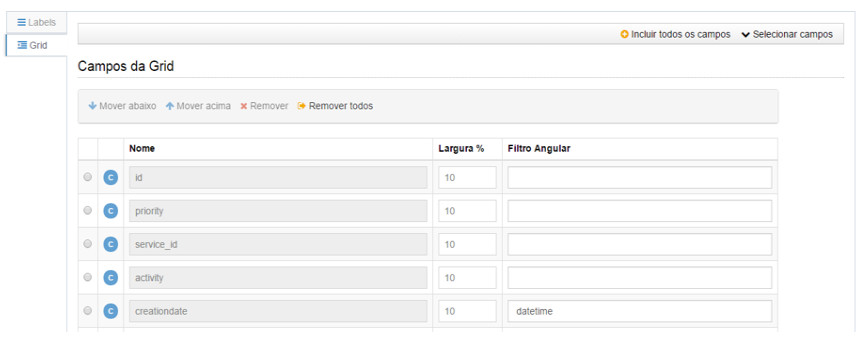 Labels
Grid
Incluir todos os campos Selecionar campos
Campos da Grid
Mover abaixo Mover acima Remover Remover todos
Nome Largura % Filtro Angular
C id 10
C priority 10
C service_id 10
C activity 10
C creationdate 10 datetime